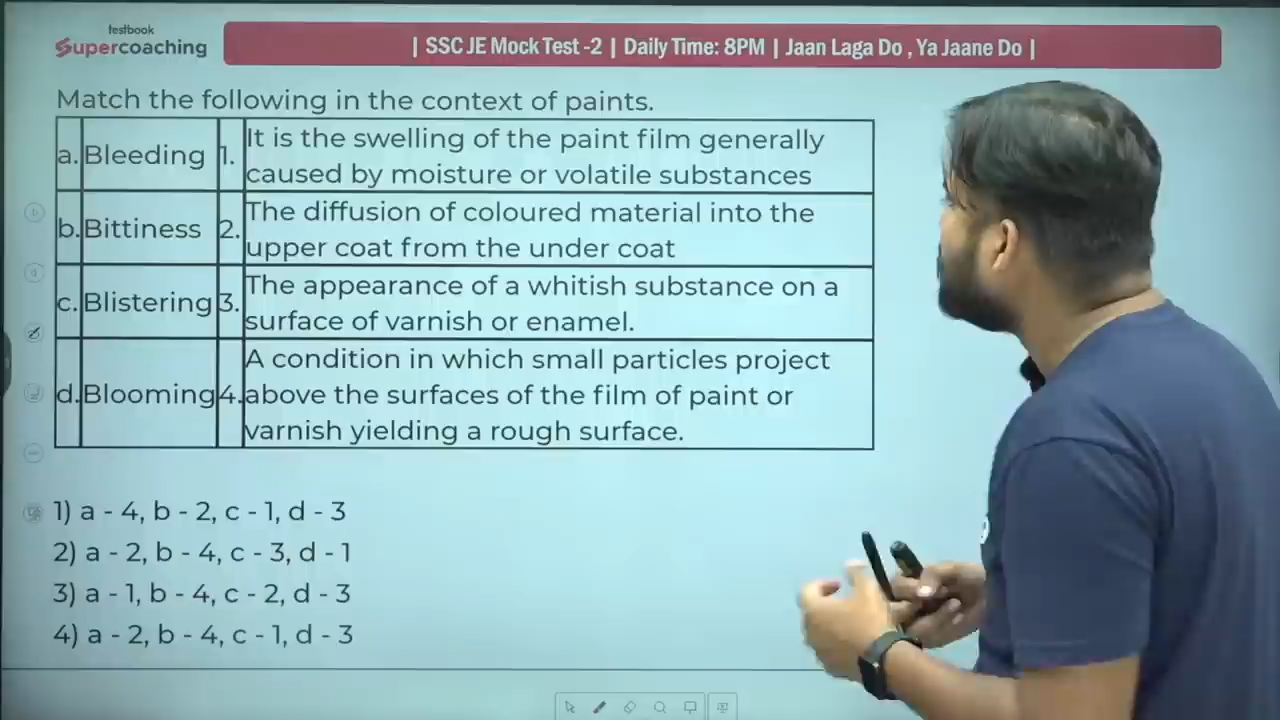 testbook
Supercoaching
| SSC JE Mock Test -2 | Daily Time: 8PM | Jaan Laga Do , Ya Jaane Do |
Match the following in the context of paints.
a. Bleeding 1. It is the swelling of the paint film generally
caused by moisture or volatile substances
b. Bittiness 2. The diffusion of coloured material into the
upper coat from the under coat
c. Blistering 3. The appearance of a whitish substance on a
surface of varnish or enamel.
d. Blooming 4. A condition in which small particles project
above the surfaces of the film of paint or
varnish yielding a rough surface.
1) a - 4, b - 2, c - 1, d - 3
2) a - 2, b - 4, c - 3, d - 1
3) a - 1, b - 4, c - 2, d - 3
4) a - 2, b - 4, c - 1, d - 3